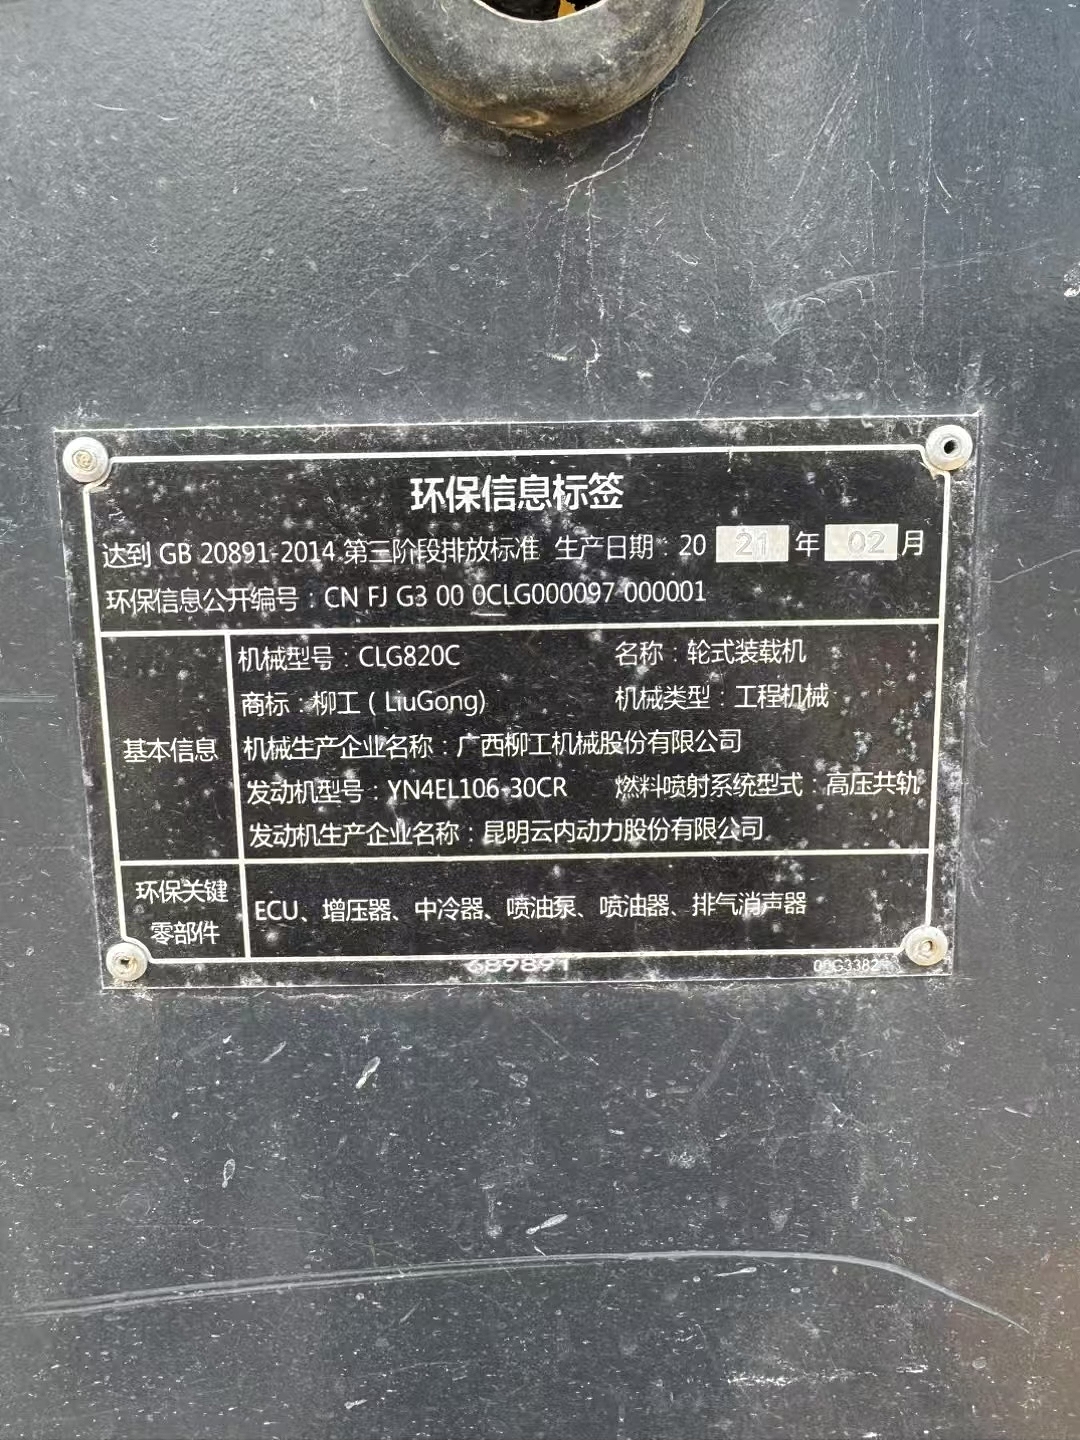 环保信息标签
达到 GB 20891-2014 第三阶段排放标准 生产日期：20 21 年 02 月
环保信息公开编号：CN FJ G3 00 0CLG000097 000001
基本信息
机械型号：CLG820C 名称：轮式装载机
商标：柳工（LiuGong) 机械类型：工程机械
机械生产企业名称：广西柳工机械股份有限公司
发动机型号：YN4EL106-30CR 燃料喷射系统型式：高压共轨
发动机生产企业名称：昆明云内动力股份有限公司
环保关键
零部件
ECU、增压器、中冷器、喷油泵、喷油器、排气消声器
689891